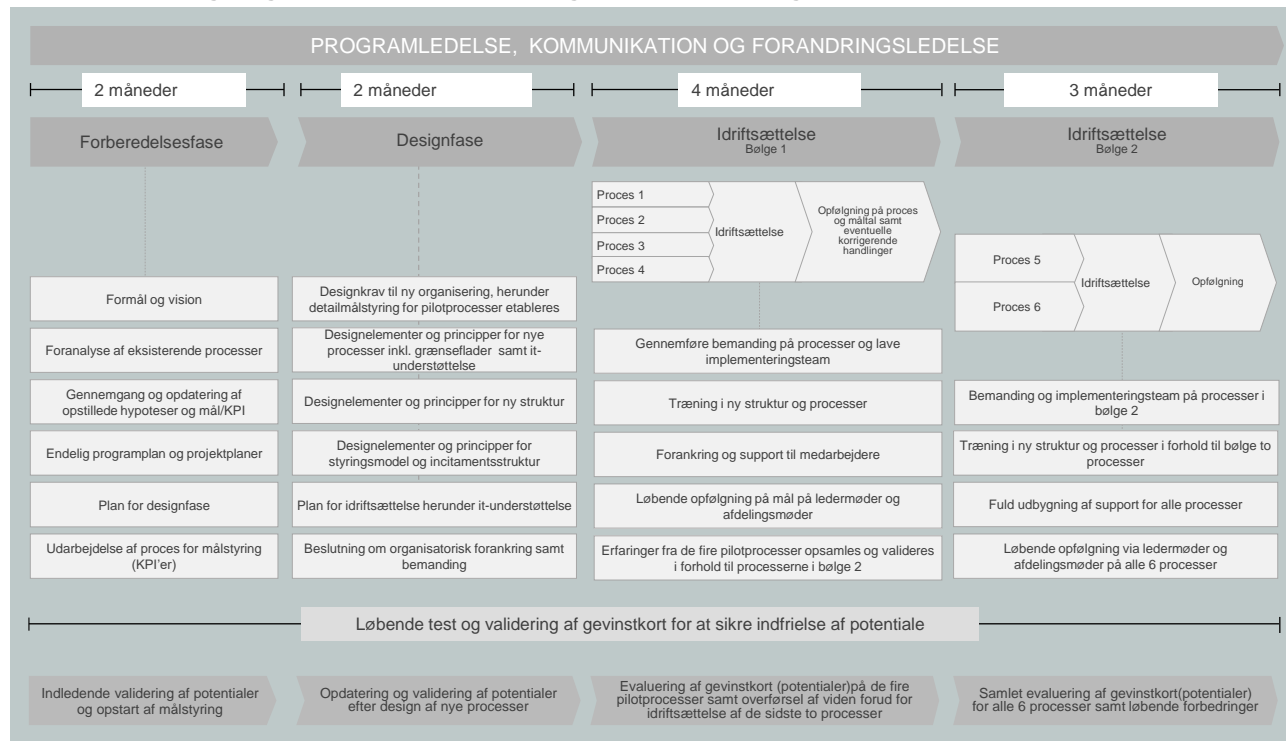 PROGRAMLEDELSE, KOMMUNIKATION OG FORANDRINGSLEDELSE
2 måneder
2 måneder
4 måneder
3 måneder
Forberedelsesfase
Designfase
Idriftsættelse
Bølge 1
Idriftsættelse
Bølge 2
Formål og vision
Foranalyse af eksisterende processer
Gennemgang og opdatering af
opstillede hypoteser og mål/KPI
Endelig programplan og projektplaner
Plan for designfase
Udarbejdelse af proces for målstyring
(KPI'er)
Designkrav til ny organisering, herunder
detailmålstyring for pilotprocesser etableres
Designelementer og principper for nye
processer inkl. grænseflader samt it-
understøttelse
Designelementer og principper for ny struktur
Designelementer og principper for
styringsmodel og incitamentsstruktur
Plan for idriftsættelse herunder it-understøttelse
Beslutning om organisatorisk forankring samt
bemanding
Proces 1
Proces 2
Proces 3
Proces 4
Idriftsættelse
Opfølgning på proces
og måltal samt
eventuelle
korrigerende
handlinger
Gennemføre bemanding på processer og lave
implementeringsteam
Træning i ny struktur og processer
Forankring og support til medarbejdere
Løbende opfølgning på mål på ledermøder og
afdelingsmøder
Erfaringer fra de fire pilotprocesser opsamles og valideres
i forhold til processerne i bølge 2
Proces 5
Proces 6
Idriftsættelse
Opfølgning
Bemanding og implementeringsteam på processer i
bølge 2
Træning i ny struktur og processer i forhold til bølge to
processer
Fuld udbygning af support for alle processer
Løbende opfølgning via ledermøder og
afdelingsmøder på alle 6 processer
Løbende test og validering af gevinstkort for at sikre indfrielse af potentiale
Indledende validering af potentialer
og opstart af målstyring
Opdatering og validering af potentialer
efter design af nye processer
Evaluering af gevinstkort (potentialer)på de fire
pilotprocesser samt overførsel af viden forud for
idriftsættelse af de sidste to processer
Samlet evaluering af gevinstkort(potentialer)
for alle 6 processer samt løbende forbedringer